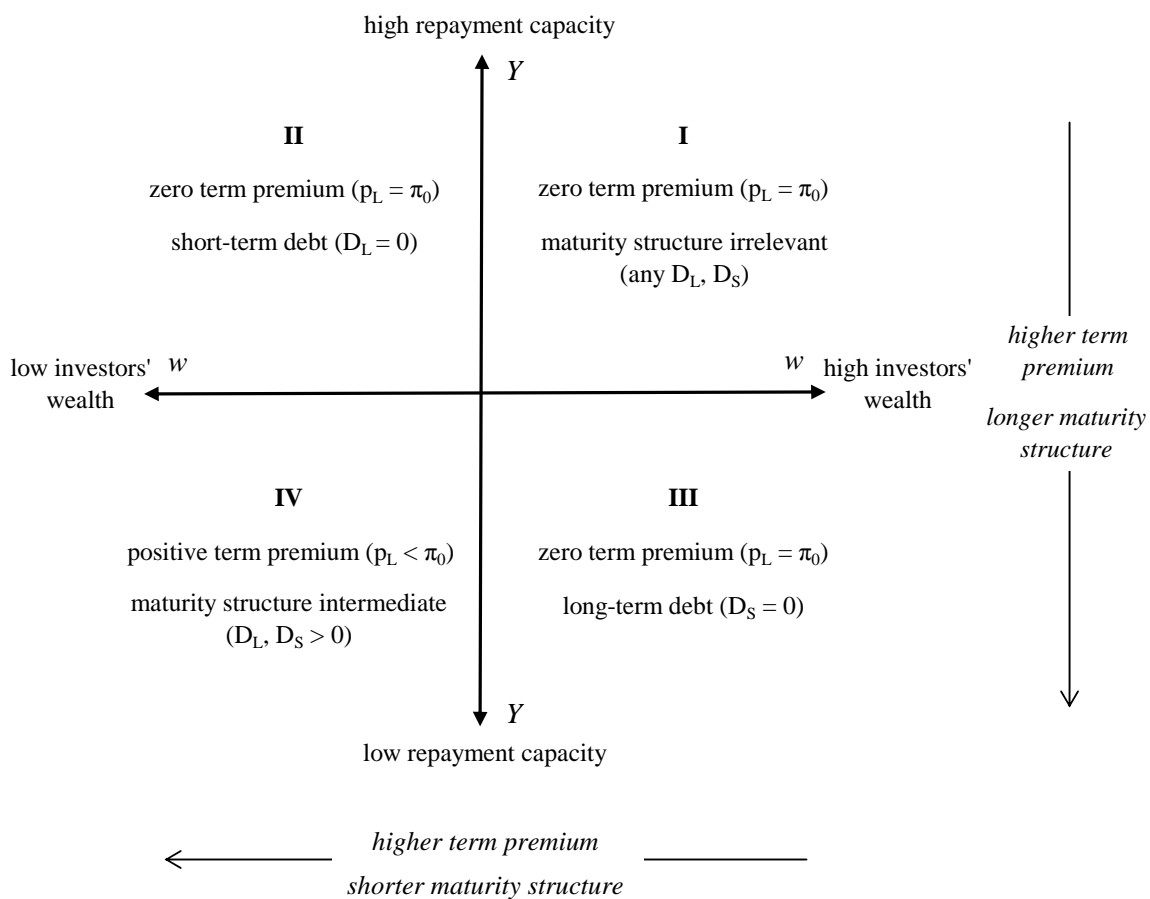 high repayment capacity
Y
II
zero term premium (p_L = π_0)
short-term debt (D_L = 0)
I
zero term premium (p_L = π_0)
maturity structure irrelevant
(any D_L, D_S)
low investors'
wealth
w
w
high investors'
wealth
higher term
premium
longer maturity
structure
IV
positive term premium (p_L < π_0)
maturity structure intermediate
(D_L, D_S > 0)
III
zero term premium (p_L = π_0)
long-term debt (D_S = 0)
Y
low repayment capacity
higher term premium
shorter maturity structure